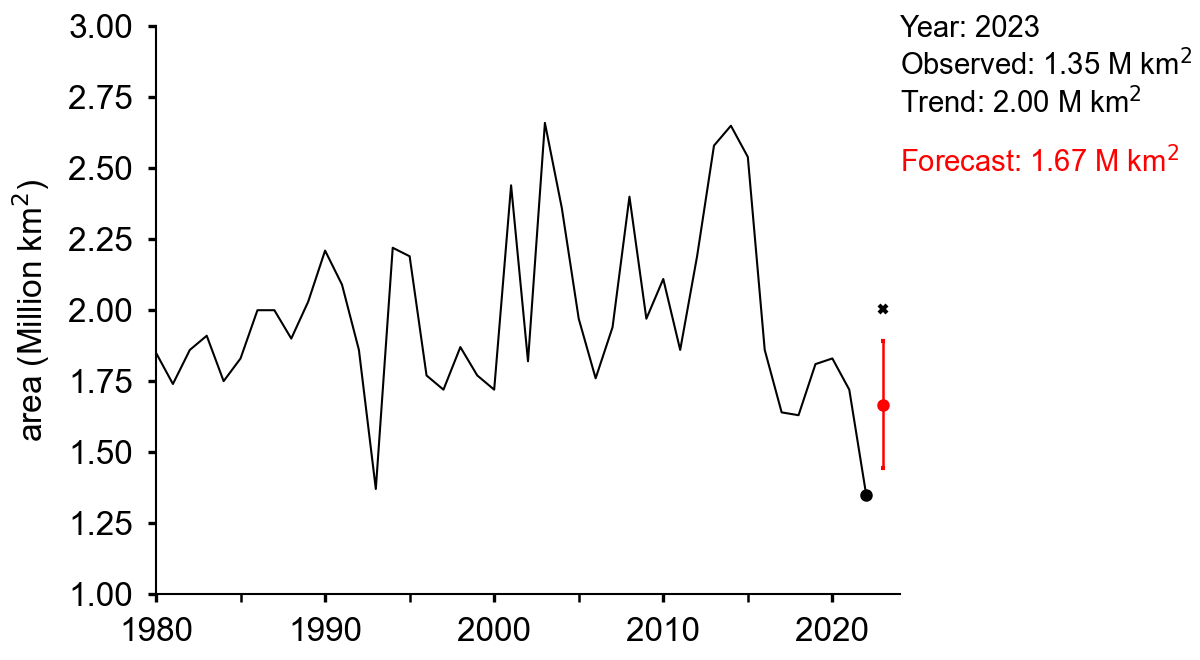 3.00
2.75
2.50
2.25
2.00
1.75
1.50
1.25
1.00
area (Million km²)
1980 1990 2000 2010 2020
Year: 2023
Observed: 1.35 M km²
Trend: 2.00 M km²
Forecast: 1.67 M km²